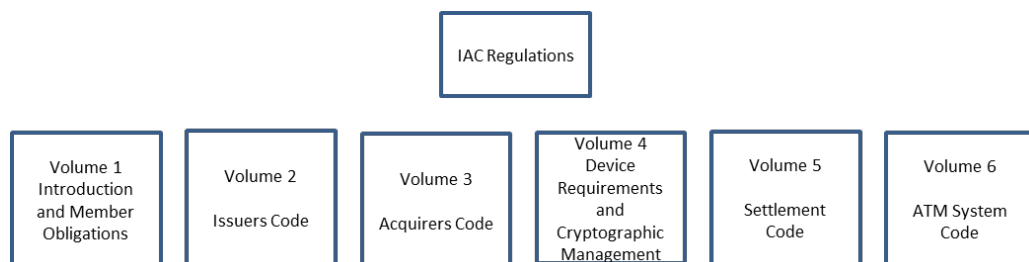 IAC Regulations
Volume 1
Introduction
and Member
Obligations
Volume 2
Issuers Code
Volume 3
Acquirers Code
Volume 4
Device
Requirements
and
Cryptographic
Management
Volume 5
Settlement
Code
Volume 6
ATM System
Code